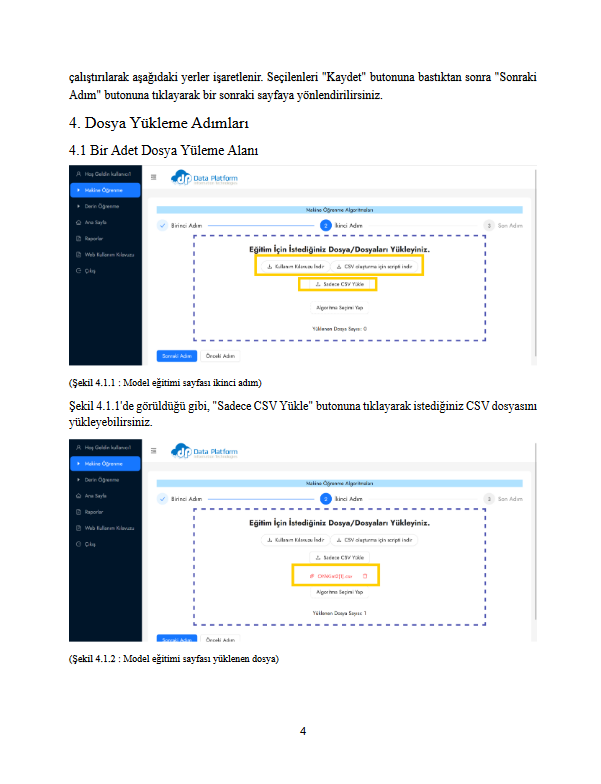 çalıştırılarak aşağıdaki yerler işaretlenir. Seçilenleri "Kaydet" butonuna bastıktan sonra "Sonraki
Adım" butonuna tıklayarak bir sonraki sayfaya yönlendirilirsiniz.
4. Dosya Yükleme Adımları
4.1 Bir Adet Dosya Yüleme Alanı
Hoş Geldin kullanıcı!
Makine Öğrenme
Derin Öğrenme
Ana Sayfa
Raporlar
Web Kullanım Kılavuzu
Çıkış
dp Data Platform
Information Technologies
Makine Öğrenme Algoritmaları
Birinci Adım
2 İkinci Adım
3 Son Adım
Eğitim İçin İstediğiniz Dosya/Dosyaları Yükleyiniz.
Kullanım Kılavuzu İndir
CSV oluşturma için scripti indir
Sadece CSV Yükle
Algoritma Seçimi Yap
Yüklenen Dosya Sayısı: 0
Sonraki Adım
Önceki Adım
(Şekil 4.1.1 : Model eğitimi sayfası ikinci adım)
Şekil 4.1.1'de görüldüğü gibi, "Sadece CSV Yükle" butonuna tıklayarak istediğiniz CSV dosyasını
yükleyebilirsiniz.
Hoş Geldin kullanıcı!
Makine Öğrenme
Derin Öğrenme
Ana Sayfa
Raporlar
Web Kullanım Kılavuzu
Çıkış
dp Data Platform
Information Technologies
Makine Öğrenme Algoritmaları
Birinci Adım
2 İkinci Adım
3 Son Adım
Eğitim İçin İstediğiniz Dosya/Dosyaları Yükleyiniz.
Kullanım Kılavuzu İndir
CSV oluşturma için scripti indir
Sadece CSV Yükle
Algoritma Seçimi Yap
Yüklenen Dosya Sayısı: 1
Sonraki Adım
Önceki Adım
(Şekil 4.1.2 : Model eğitimi sayfası yüklenen dosya)
4